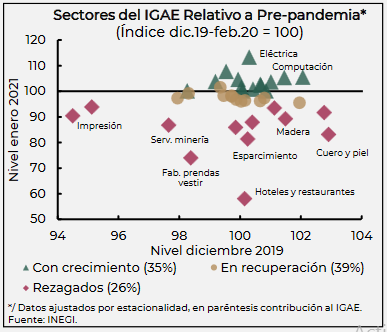 Sectores del IGAE Relativo a Pre-pandemia*
(Índice dic.19-feb.20 = 100)
Nivel enero 2021
120
110
100
90
80
70
60
50
Eléctrica
Computación
Impresión
Serv. minería
Fab. prendas
vestir
Esparcimiento
Madera
Cuero y piel
Hoteles y restaurantes
94 96 98 100 102 104
Nivel diciembre 2019
Con crecimiento (35%) En recuperación (39%)
Rezagados (26%)
*/ Datos ajustados por estacionalidad, en paréntesis contribución al IGAE.
Fuente: INEGI.